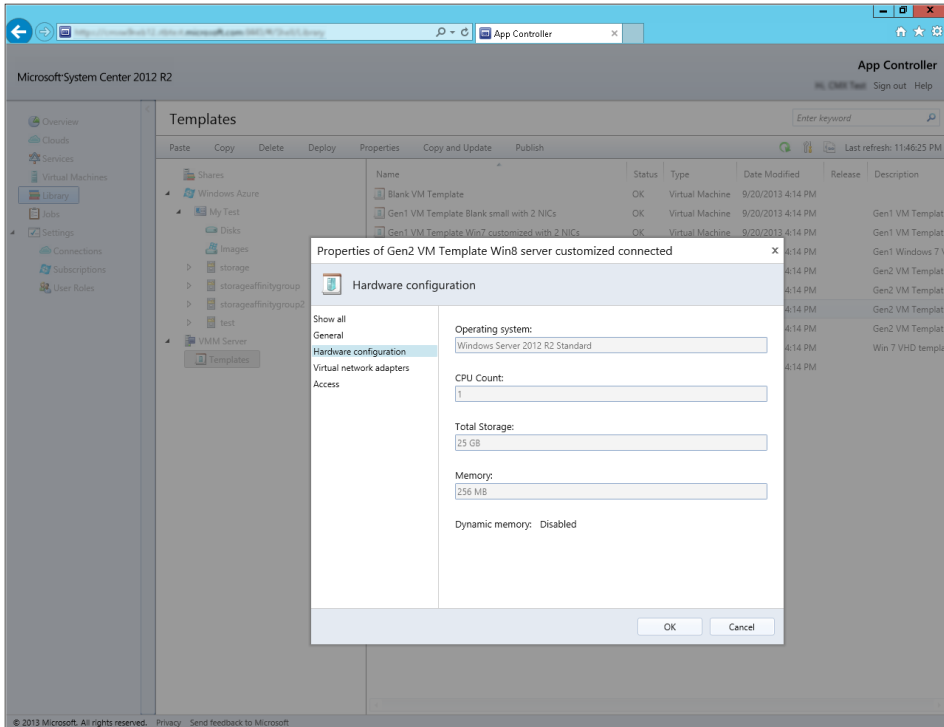 App Controller
Microsoft System Center 2012 R2
App Controller
Sign out Help
Overview
Clouds
Services
Virtual Machines
Library
Jobs
Settings
Connections
Subscriptions
User Roles
Templates
Enter keyword
Paste Copy Delete Deploy Properties Copy and Update Publish
Last refresh: 11:46:25 PM
Shares
Windows Azure
My Test
Disks
Images
storage
storageaffinitygroup
storageaffinitygroup2
test
VMM Server
Templates
Name Status Type Date Modified Release Description
Blank VM Template OK Virtual Machine 9/20/2013 4:14 PM
Gen1 VM Template Blank small with 2 NICs OK Virtual Machine 9/20/2013 4:14 PM Gen1 VM Templat
Gen1 VM Template Win7 customized with 2 NICs OK Virtual Machine 9/20/2013 4:14 PM Gen1 VM Templat
4:14 PM Gen1 Windows 7 V
4:14 PM Gen2 VM Templat
4:14 PM Gen2 VM Templat
4:14 PM Gen2 VM Templat
4:14 PM Win 7 VHD templa
4:14 PM
Properties of Gen2 VM Template Win8 server customized connected
Hardware configuration
Show all
General
Hardware configuration
Virtual network adapters
Access
Operating system:
Windows Server 2012 R2 Standard
CPU Count:
1
Total Storage:
25 GB
Memory:
256 MB
Dynamic memory: Disabled
OK Cancel
© 2013 Microsoft. All rights reserved. Privacy Send feedback to Microsoft